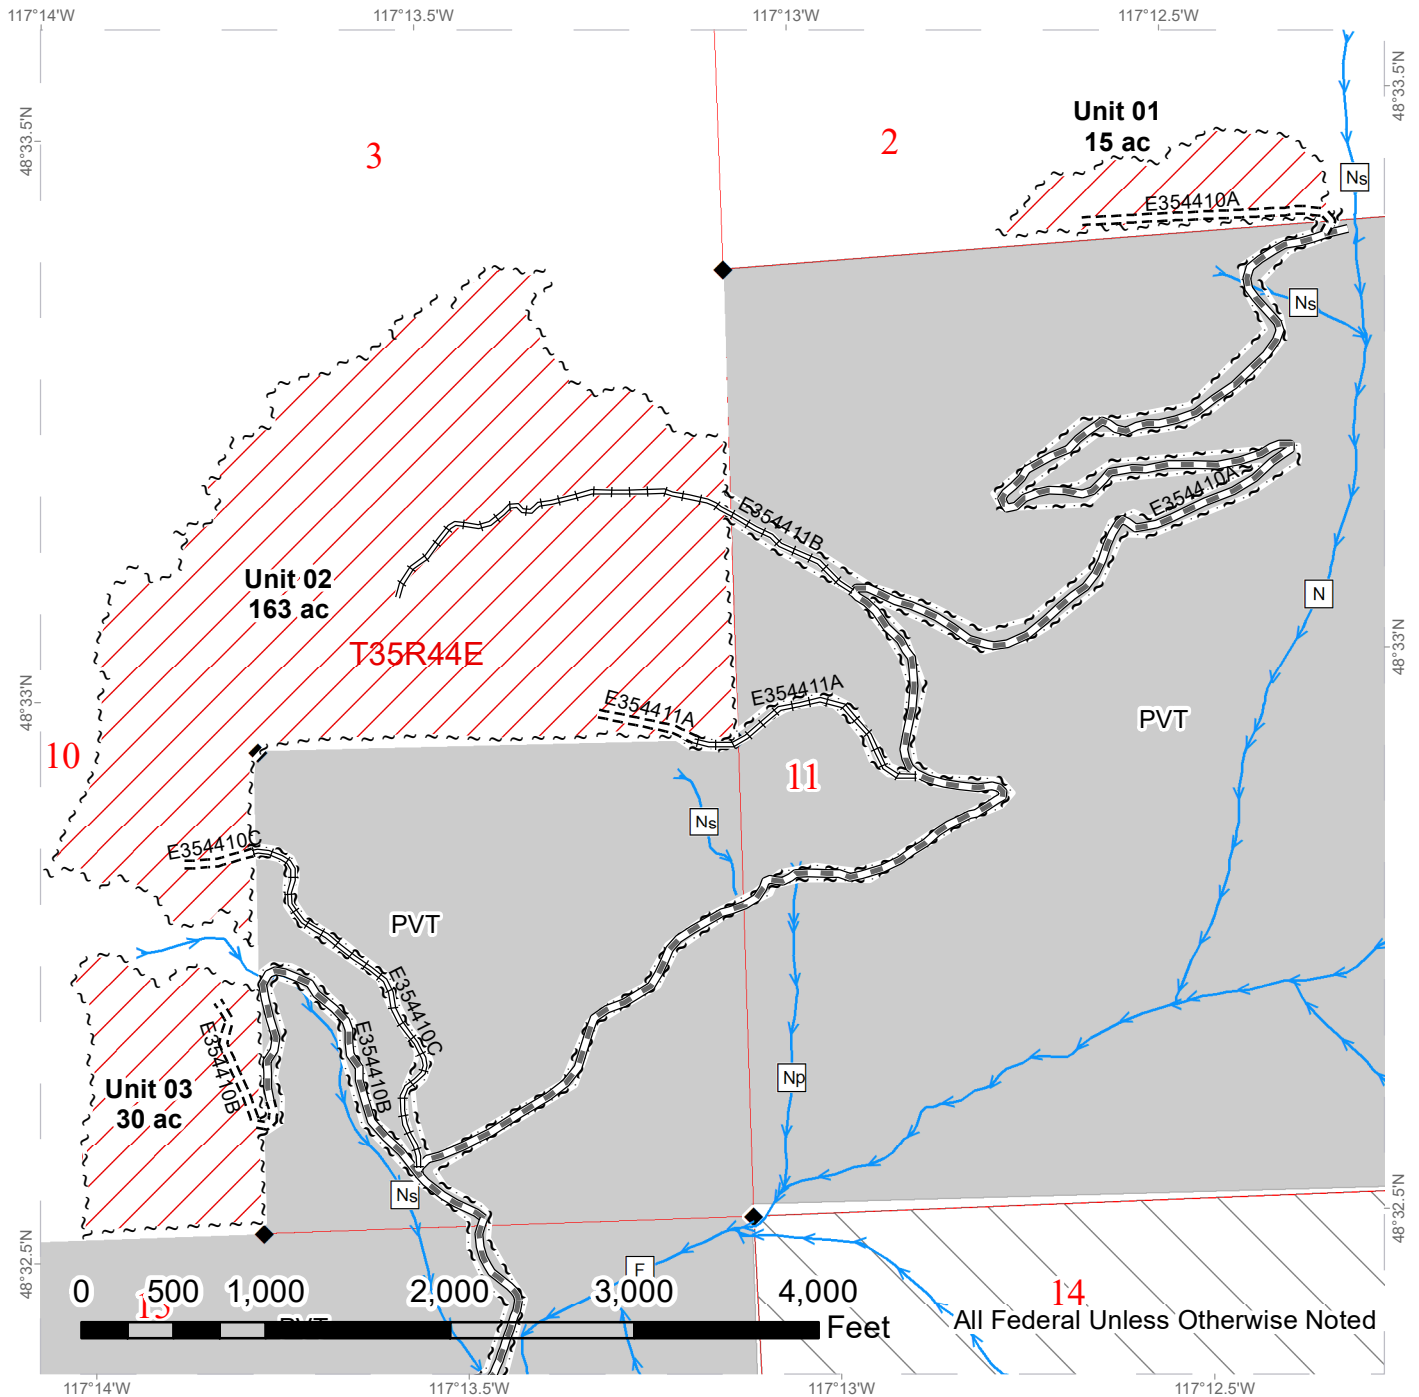 117°14'W
117°13.5'W
117°13'W
117°12.5'W
48°33.5'N
48°33.5'N
3
2
Unit 01
15 ac
Ns
E354410A
Ns
E354410A
E354411B
Unit 02
163 ac
N
T35R44E
48°33'N
48°33'N
E354411A
E354411A
PVT
10
11
Ns
E354410C
PVT
E354410C
E354410B
E354410B
Unit 03
30 ac
Np
Ns
48°32.5'N
48°32.5'N
F
0 500 1,000 2,000 3,000 4,000
15
14
PVT
Feet
All Federal Unless Otherwise Noted
117°14'W
117°13.5'W
117°13'W
117°12.5'W